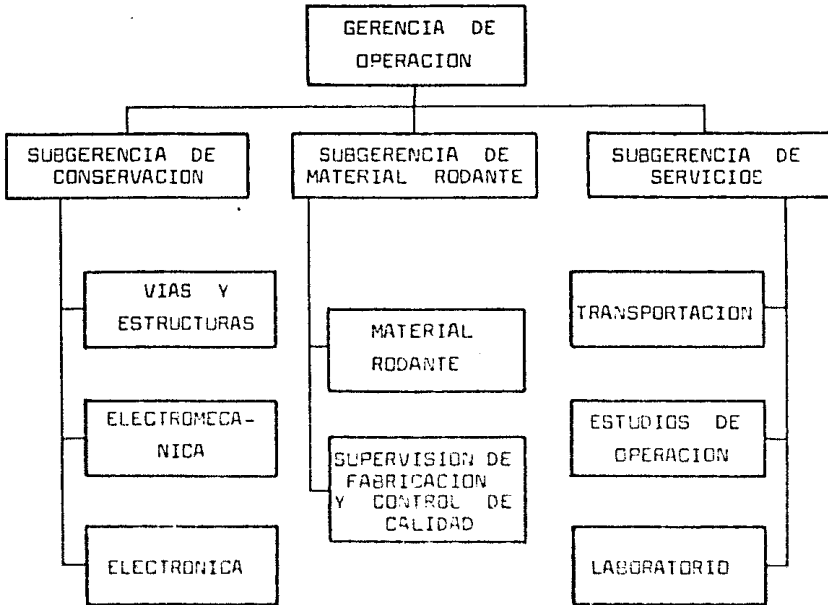 GERENCIA DE
OPERACION
SUBGERENCIA DE
CONSERVACION
SUBGERENCIA DE
MATERIAL RODANTE
SUBGERENCIA DE
SERVICIOS
VIAS Y
ESTRUCTURAS
ELECTROMECA-
NICA
ELECTRONICA
MATERIAL
RODANTE
SUPERVISION DE
FABRICACION
Y CONTROL DE
CALIDAD
TRANSPORTACION
ESTUDIOS DE
OPERACION
LABORATORIO